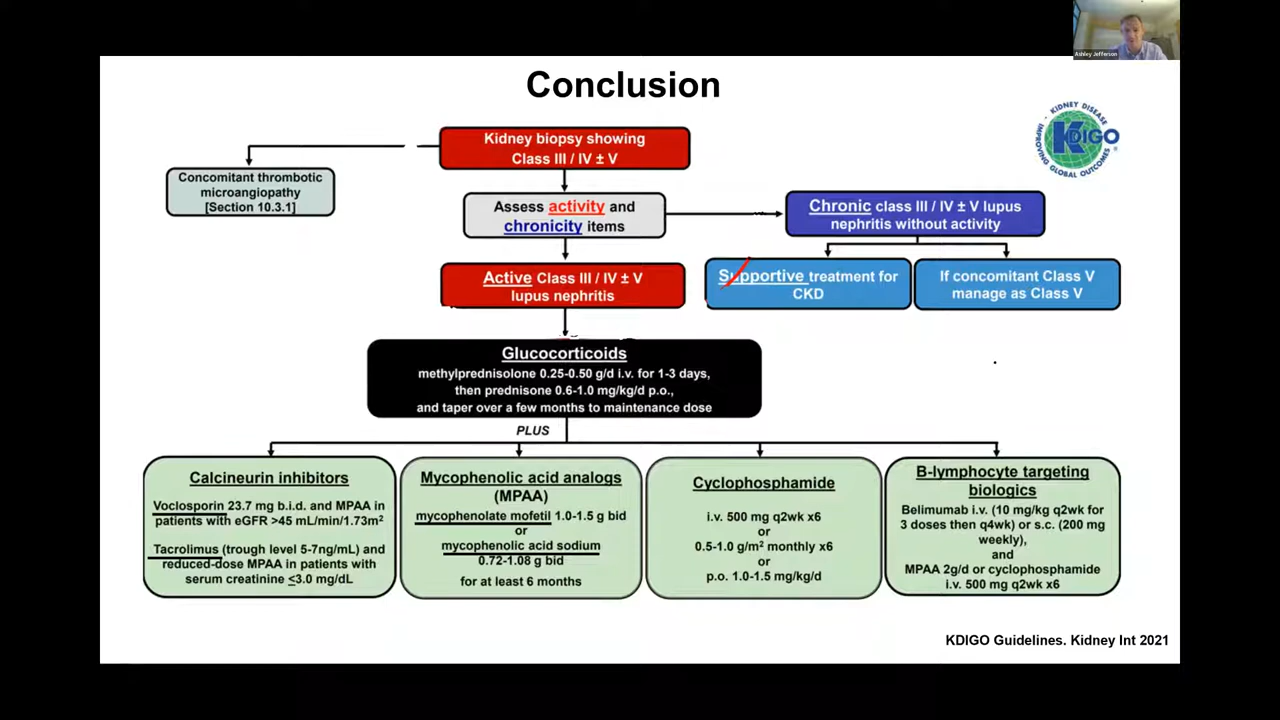 Ashley Jefferson
Conclusion
KIDNEY DISEASE
KDIGO
IMPROVING GLOBAL OUTCOMES
®
Kidney biopsy showing
Class III / IV ± V
Concomitant thrombotic
microangiopathy
[Section 10.3.1]
Assess activity and
chronicity items
Chronic class III / IV ± V lupus
nephritis without activity
Active Class III / IV ± V
lupus nephritis
Supportive treatment for
CKD
If concomitant Class V
manage as Class V
Glucocorticoids
methylprednisolone 0.25-0.50 g/d i.v. for 1-3 days,
then prednisone 0.6-1.0 mg/kg/d p.o.,
and taper over a few months to maintenance dose
PLUS
Calcineurin inhibitors
Voclosporin 23.7 mg b.i.d. and MPAA in
patients with eGFR >45 mL/min/1.73m²
Tacrolimus (trough level 5-7ng/mL) and
reduced-dose MPAA in patients with
serum creatinine ≤3.0 mg/dL
Mycophenolic acid analogs
(MPAA)
mycophenolate mofetil 1.0-1.5 g bid
or
mycophenolic acid sodium
0.72-1.08 g bid
for at least 6 months
Cyclophosphamide
i.v. 500 mg q2wk x6
or
0.5-1.0 g/m² monthly x6
or
p.o. 1.0-1.5 mg/kg/d
B-lymphocyte targeting
biologics
Belimumab i.v. (10 mg/kg q2wk for
3 doses then q4wk) or s.c. (200 mg
weekly),
and
MPAA 2g/d or cyclophosphamide
i.v. 500 mg q2wk x6
KDIGO Guidelines. Kidney Int 2021